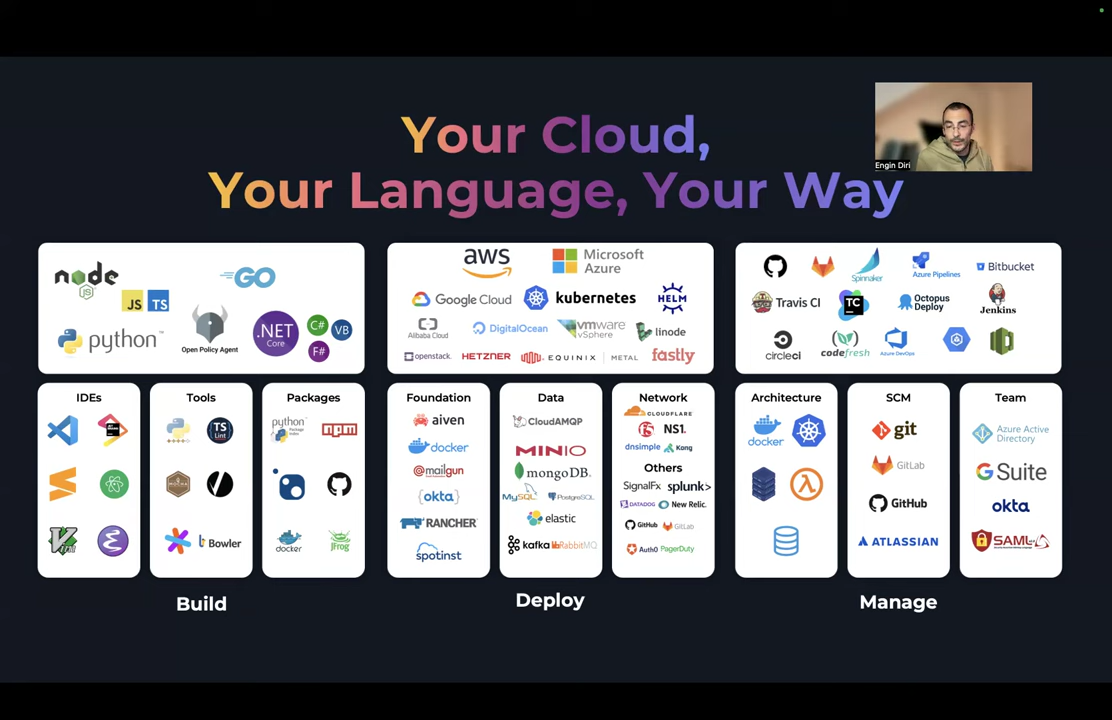 Your Cloud,
Your Language, Your Way
Engin Diri
node
JS
GO
JS TS
python
Open Policy Agent
.NET
Core
C#
VB
F#
aws
Microsoft
Azure
Google Cloud
kubernetes
HELM
Alibaba Cloud
DigitalOcean
vmware
vSphere
linode
openstack.
HETZNER
EQUINIX | METAL
fastly
Spinnaker
Azure Pipelines
Bitbucket
Travis CI
TC
Octopus
Deploy
Jenkins
circleci
codefresh
Azure DevOps
IDEs
Vim
Tools
TS
Lint
MOCHA
Bowler
Packages
python
Package
Index
npm
docker
JFrog
Foundation
aiven
docker
@mailgun
{okta}
RANCHER
spotinst
Data
CloudAMQP
MINIO
mongoDB.
MySQL
PostgreSQL
elastic
kafka
RabbitMQ
Network
CLOUDFLARE
NS1.
dnsimple
Kong
Others
SignalFx
splunk>
DATADOG
New Relic.
GitHub
GitLab
Auth0
PagerDuty
Architecture
docker
SCM
git
GitLab
GitHub
ATLASSIAN
Team
Azure Active
Directory
G Suite
okta
SAML
Build
Deploy
Manage